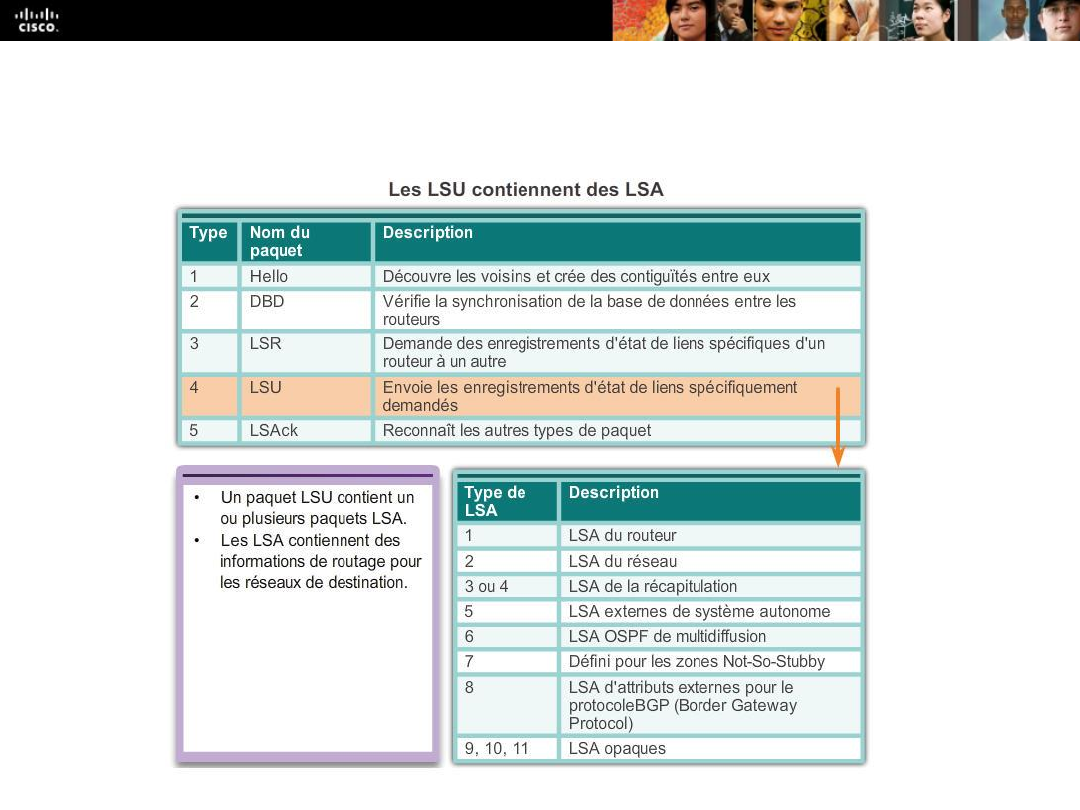 CISCO.
Les LSU contiennent des LSA
Type
Nom du
paquet
Description
1
Hello
Découvre les voisins et crée des contiguïtés entre eux
2
DBD
Vérifie la synchronisation de la base de données entre les
routeurs
3
LSR
Demande des enregistrements d'état de liens spécifiques d'un
routeur à un autre
4
LSU
Envoie les enregistrements d'état de liens spécifiquement
demandés
5
LSAck
Reconnaît les autres types de paquet
• Un paquet LSU contient un
ou plusieurs paquets LSA.
• Les LSA contiennent des
informations de routage pour
les réseaux de destination.
Type de
LSA
Description
1
LSA du routeur
2
LSA du réseau
3 ou 4
LSA de la récapitulation
5
LSA externes de système autonome
6
LSA OSPF de multidiffusion
7
Défini pour les zones Not-So-Stubby
8
LSA d'attributs externes pour le
protocoleBGP (Border Gateway
Protocol)
9, 10, 11
LSA opaques